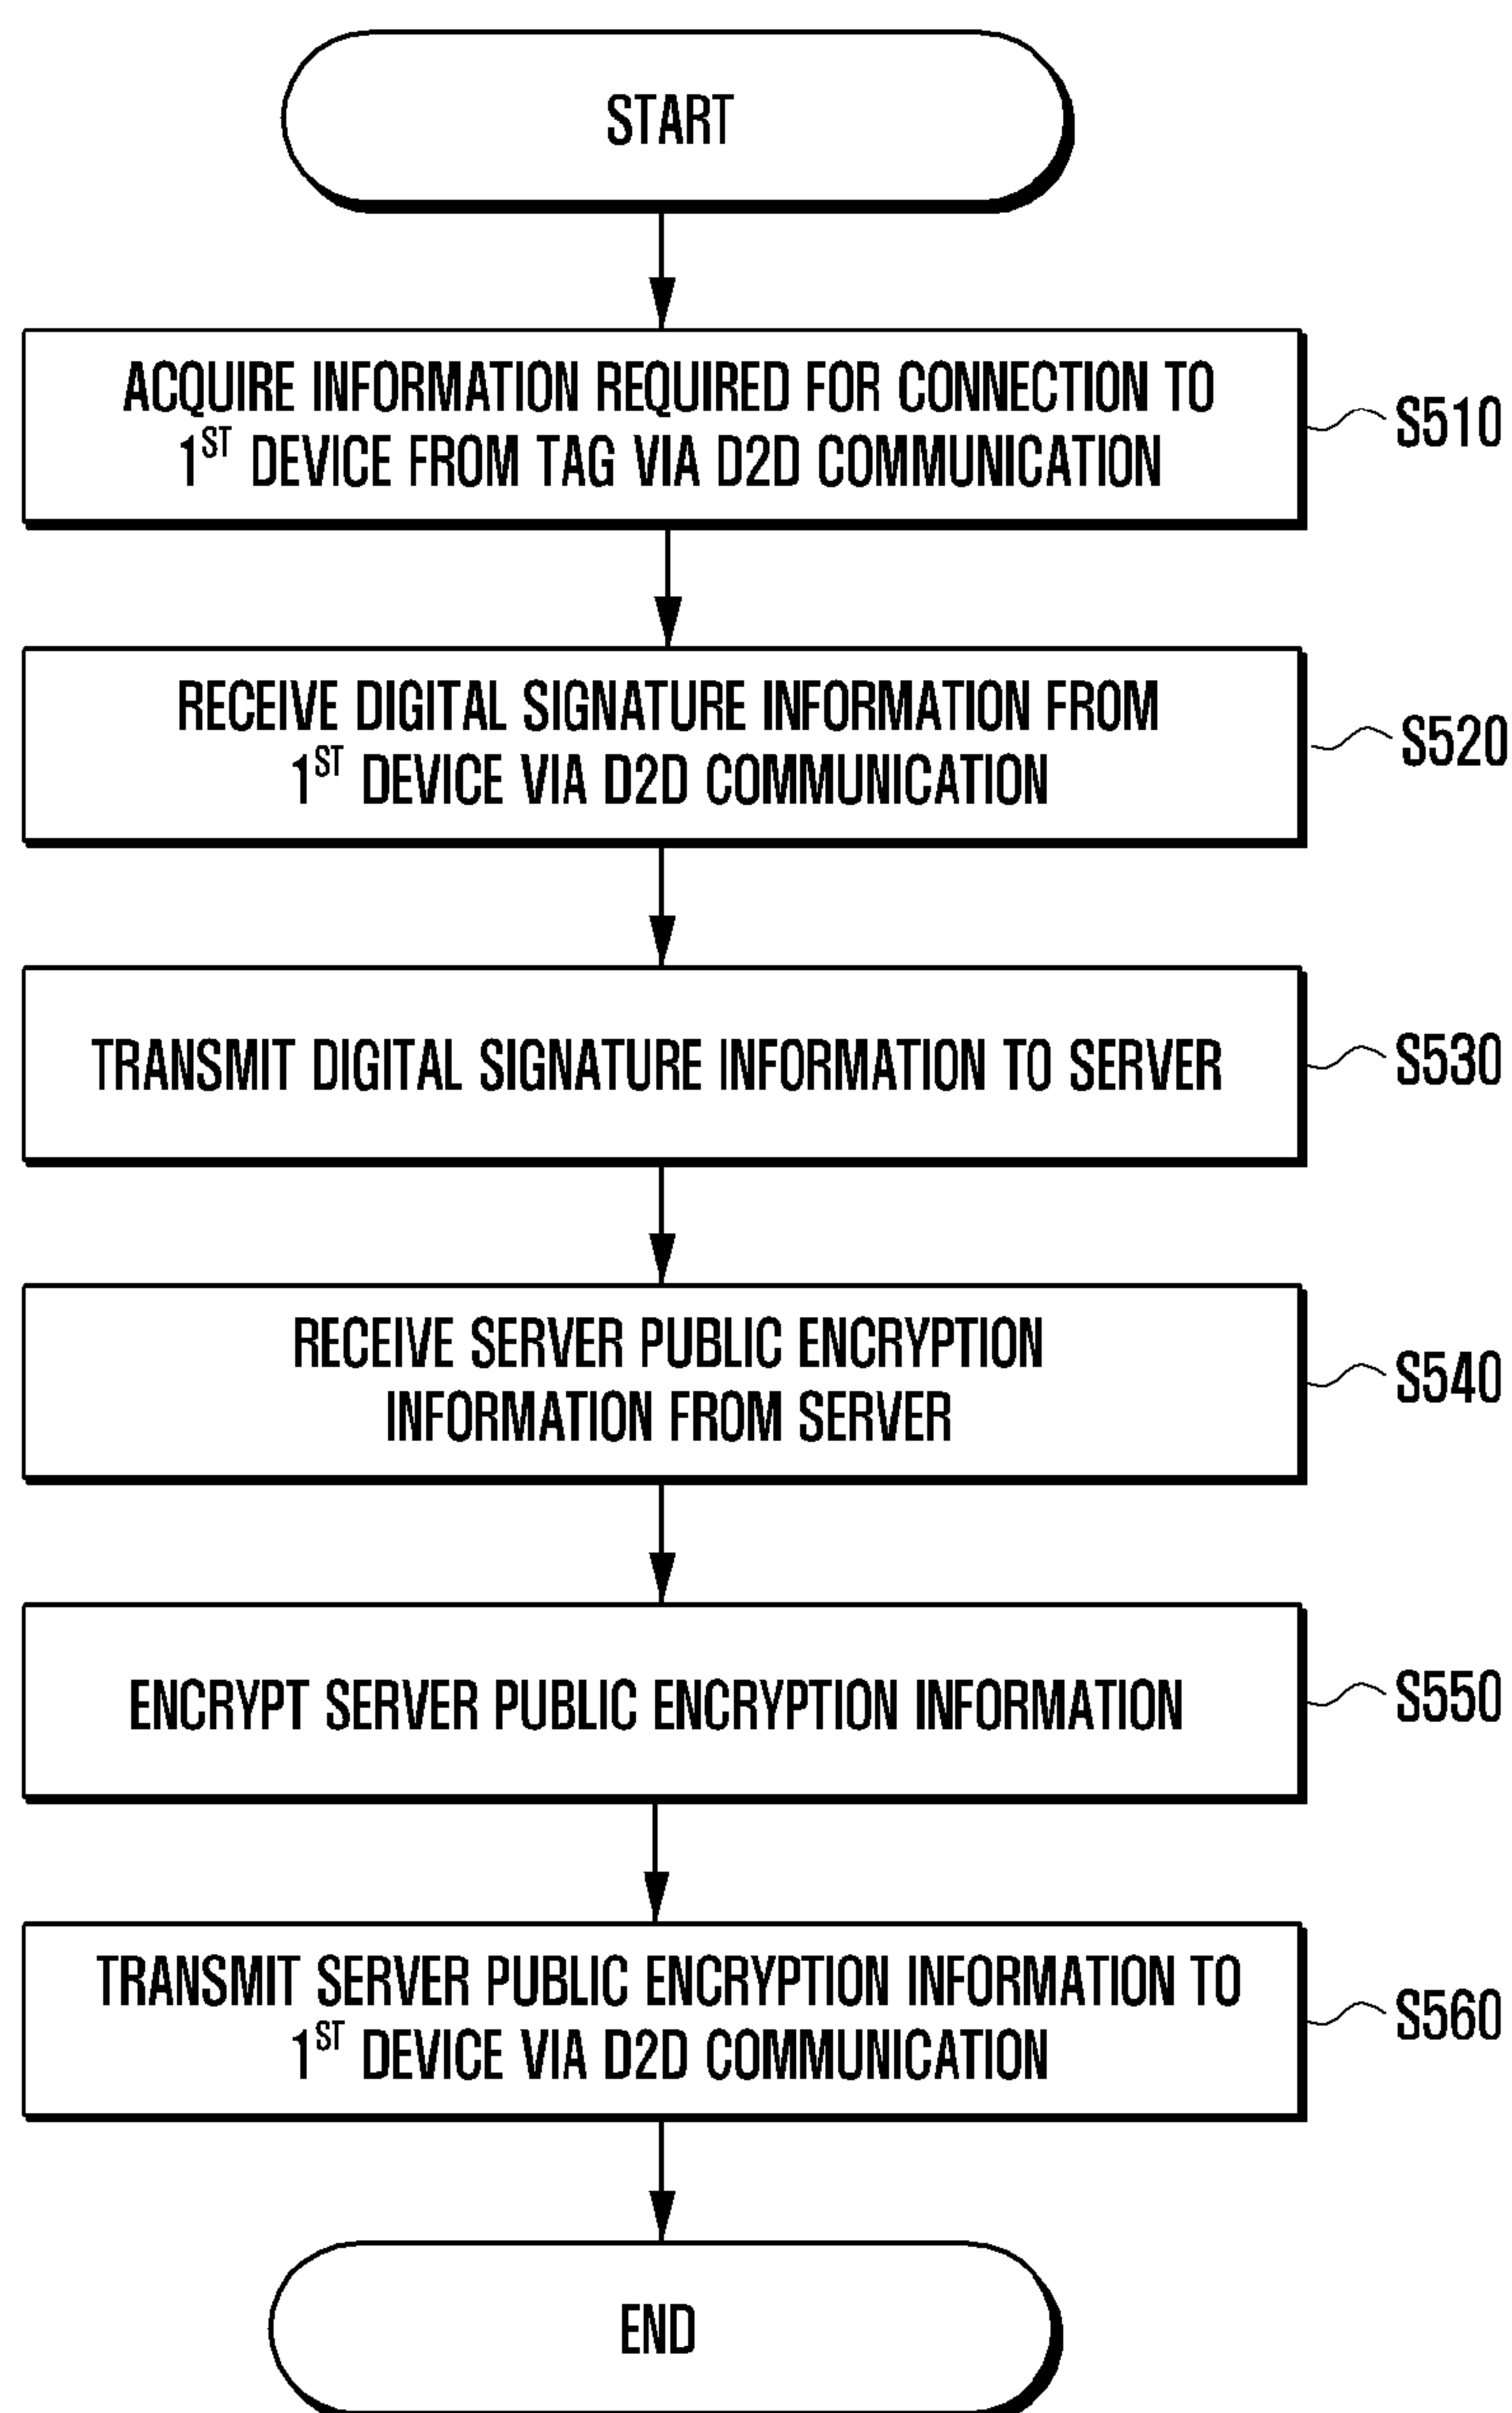 START
ACQUIRE INFORMATION REQUIRED FOR CONNECTION TO
1ST DEVICE FROM TAG VIA D2D COMMUNICATION
S510
RECEIVE DIGITAL SIGNATURE INFORMATION FROM
1ST DEVICE VIA D2D COMMUNICATION
S520
TRANSMIT DIGITAL SIGNATURE INFORMATION TO SERVER
S530
RECEIVE SERVER PUBLIC ENCRYPTION
INFORMATION FROM SERVER
S540
ENCRYPT SERVER PUBLIC ENCRYPTION INFORMATION
S550
TRANSMIT SERVER PUBLIC ENCRYPTION INFORMATION TO
1ST DEVICE VIA D2D COMMUNICATION
S560
END